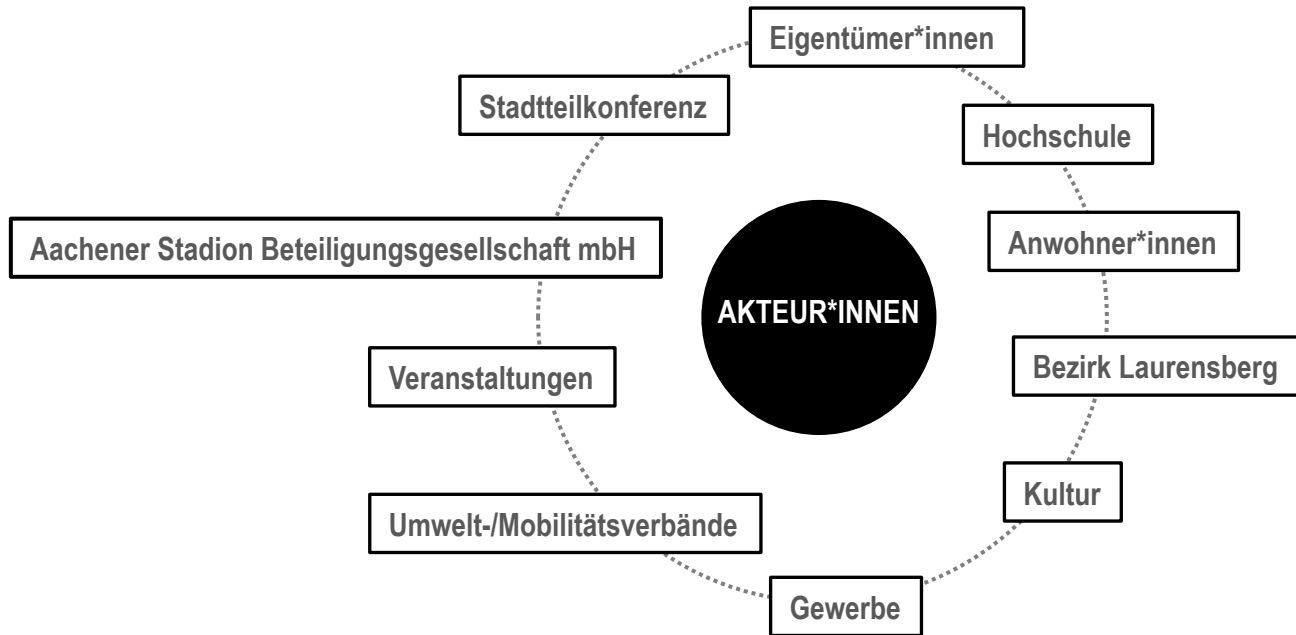 Eigentümer*innen
Stadtteilkonferenz
Hochschule
Aachener Stadion Beteiligungsgesellschaft mbH
Anwohner*innen
AKTEUR*INNEN
Veranstaltungen
Bezirk Laurensberg
Kultur
Umwelt-/Mobilitätsverbände
Gewerbe